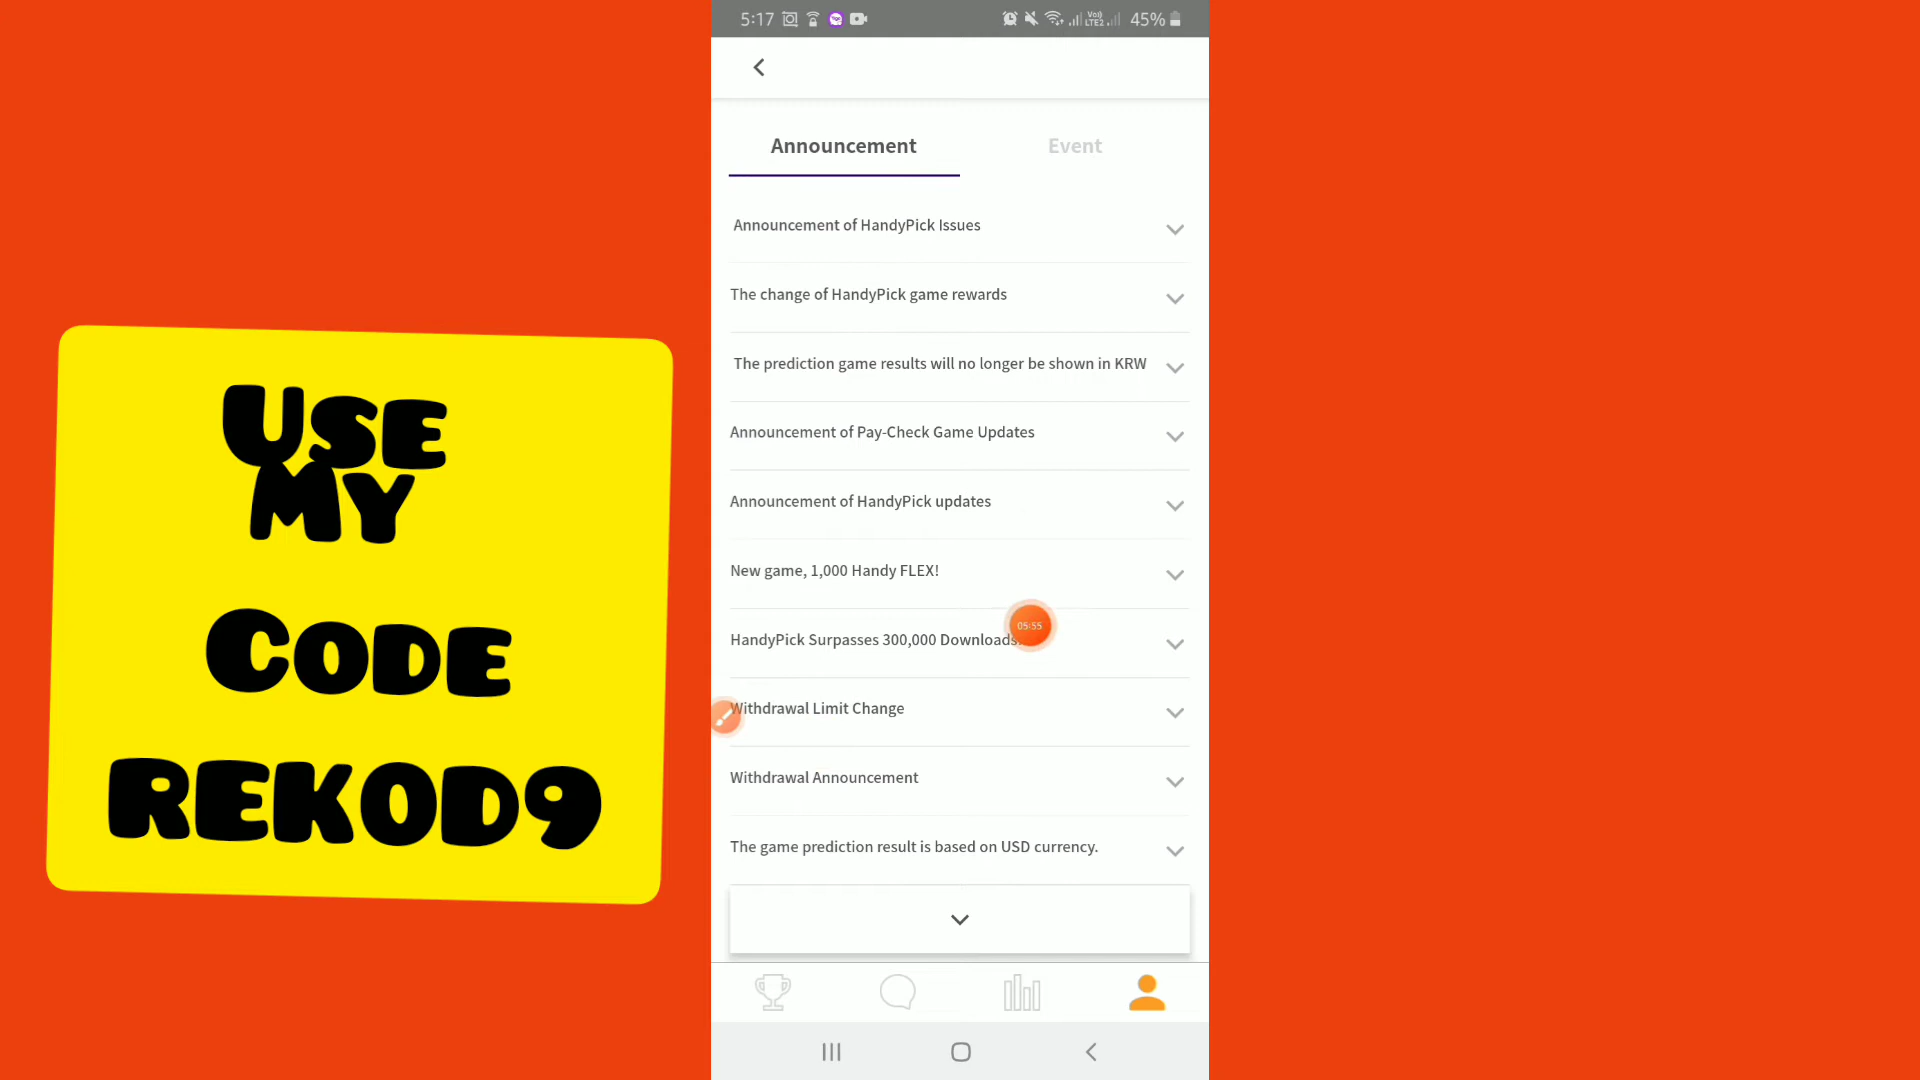 USE
MY
CODE
REKOD9
5:17
Vo))
LTE2
45%
Announcement
Event
Announcement of HandyPick Issues
The change of HandyPick game rewards
The prediction game results will no longer be shown in KRW
Announcement of Pay-Check Game Updates
Announcement of HandyPick updates
New game, 1,000 Handy FLEX!
05:55
HandyPick Surpasses 300,000 Downloads
Withdrawal Limit Change
Withdrawal Announcement
The game prediction result is based on USD currency.